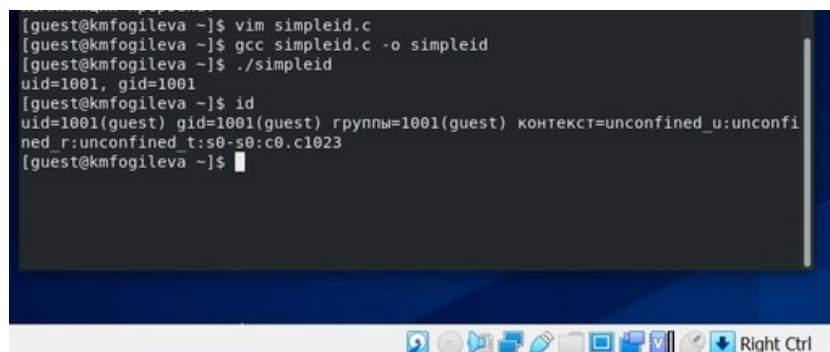 [guest@kmfogileva ~]$ vim simpleid.c
[guest@kmfogileva ~]$ gcc simpleid.c -o simpleid
[guest@kmfogileva ~]$ ./simpleid
uid=1001, gid=1001
[guest@kmfogileva ~]$ id
uid=1001(guest) gid=1001(guest) группы=1001(guest) контекст=unconfined_u:unconfi
ned_r:unconfined_t:s0-s0:c0.c1023
[guest@kmfogileva ~]$
Right Ctrl